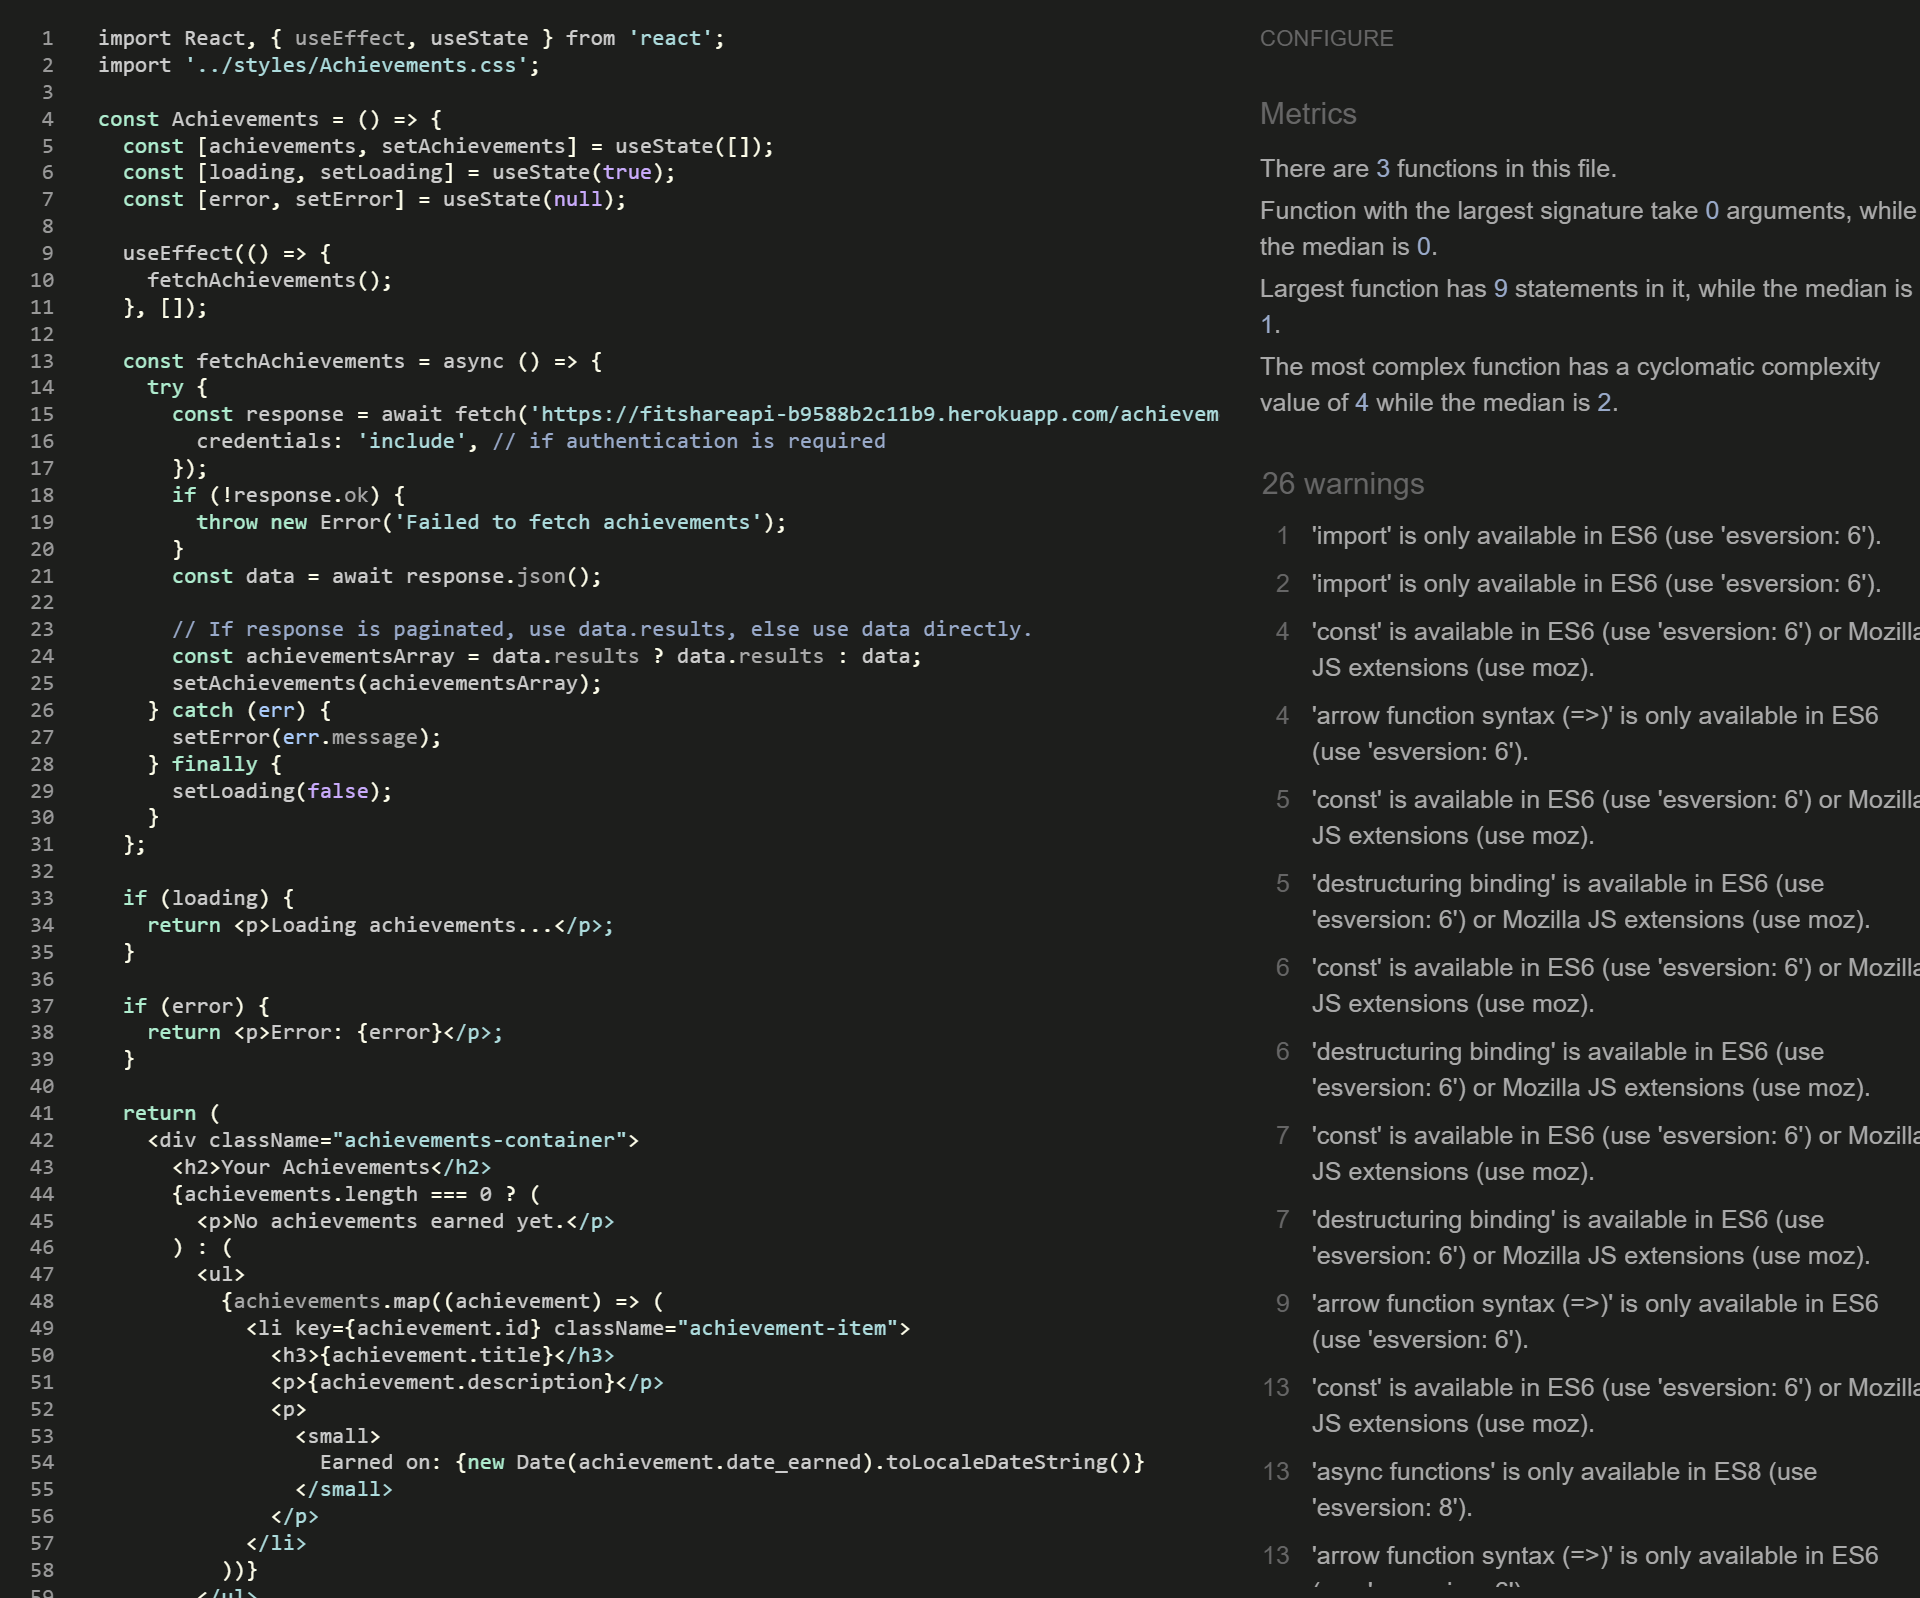 1 import React, { useEffect, useState } from 'react';
2 import '../styles/Achievements.css';
3
4 const Achievements = () => {
5 const [achievements, setAchievements] = useState([]);
6 const [loading, setLoading] = useState(true);
7 const [error, setError] = useState(null);
8
9 useEffect(() => {
10 fetchAchievements();
11 }, []);
12
13 const fetchAchievements = async () => {
14 try {
15 const response = await fetch('https://fitshareapi-b9588b2c11b9.herokuapp.com/achievem
16 credentials: 'include', // if authentication is required
17 });
18 if (!response.ok) {
19 throw new Error('Failed to fetch achievements');
20 }
21 const data = await response.json();
22
23 // If response is paginated, use data.results, else use data directly.
24 const achievementsArray = data.results ? data.results : data;
25 setAchievements(achievementsArray);
26 } catch (err) {
27 setError(err.message);
28 } finally {
29 setLoading(false);
30 }
31 };
32
33 if (loading) {
34 return <p>Loading achievements...</p>;
35 }
36
37 if (error) {
38 return <p>Error: {error}</p>;
39 }
40
41 return (
42 <div className="achievements-container">
43 <h2>Your Achievements</h2>
44 {achievements.length === 0 ? (
45 <p>No achievements earned yet.</p>
46 ) : (
47 <ul>
48 {achievements.map((achievement) => (
49 <li key={achievement.id} className="achievement-item">
50 <h3>{achievement.title}</h3>
51 <p>{achievement.description}</p>
52 <p>
53 <small>
54 Earned on: {new Date(achievement.date_earned).toLocaleDateString()}
55 </small>
56 </p>
57 </li>
58 ))}
59 </ul>
CONFIGURE
Metrics
There are 3 functions in this file.
Function with the largest signature take 0 arguments, while
the median is 0.
Largest function has 9 statements in it, while the median is
1.
The most complex function has a cyclomatic complexity
value of 4 while the median is 2.
26 warnings
1 'import' is only available in ES6 (use 'esversion: 6').
2 'import' is only available in ES6 (use 'esversion: 6').
4 'const' is available in ES6 (use 'esversion: 6') or Mozilla
JS extensions (use moz).
4 'arrow function syntax (=>)' is only available in ES6
(use 'esversion: 6').
5 'const' is available in ES6 (use 'esversion: 6') or Mozilla
JS extensions (use moz).
5 'destructuring binding' is available in ES6 (use
'esversion: 6') or Mozilla JS extensions (use moz).
6 'const' is available in ES6 (use 'esversion: 6') or Mozilla
JS extensions (use moz).
6 'destructuring binding' is available in ES6 (use
'esversion: 6') or Mozilla JS extensions (use moz).
7 'const' is available in ES6 (use 'esversion: 6') or Mozilla
JS extensions (use moz).
7 'destructuring binding' is available in ES6 (use
'esversion: 6') or Mozilla JS extensions (use moz).
9 'arrow function syntax (=>)' is only available in ES6
(use 'esversion: 6').
13 'const' is available in ES6 (use 'esversion: 6') or Mozilla
JS extensions (use moz).
13 'async functions' is only available in ES8 (use
'esversion: 8').
13 'arrow function syntax (=>)' is only available in ES6